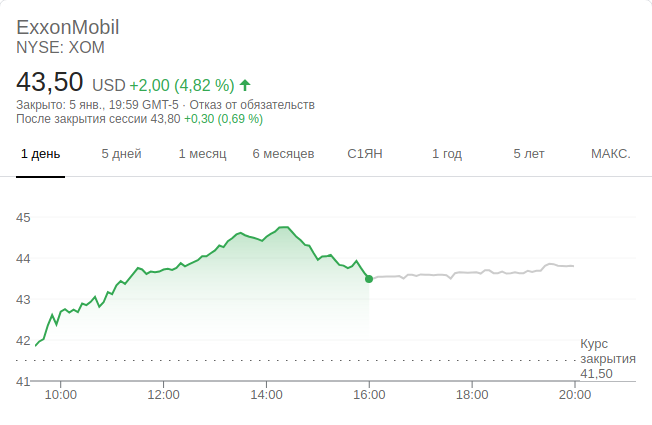 ExxonMobil
NYSE: XOM
43,50 USD +2,00 (4,82 %)
Закрыто: 5 янв., 19:59 GMT-5 · Отказ от обязательств
После закрытия сессии 43,80 +0,30 (0,69 %)
1 день 5 дней 1 месяц 6 месяцев С1ЯН 1 год 5 лет МАКС.
45
44
43
42
Курс
закрытия
41,50
41
10:00 12:00 14:00 16:00 18:00 20:00